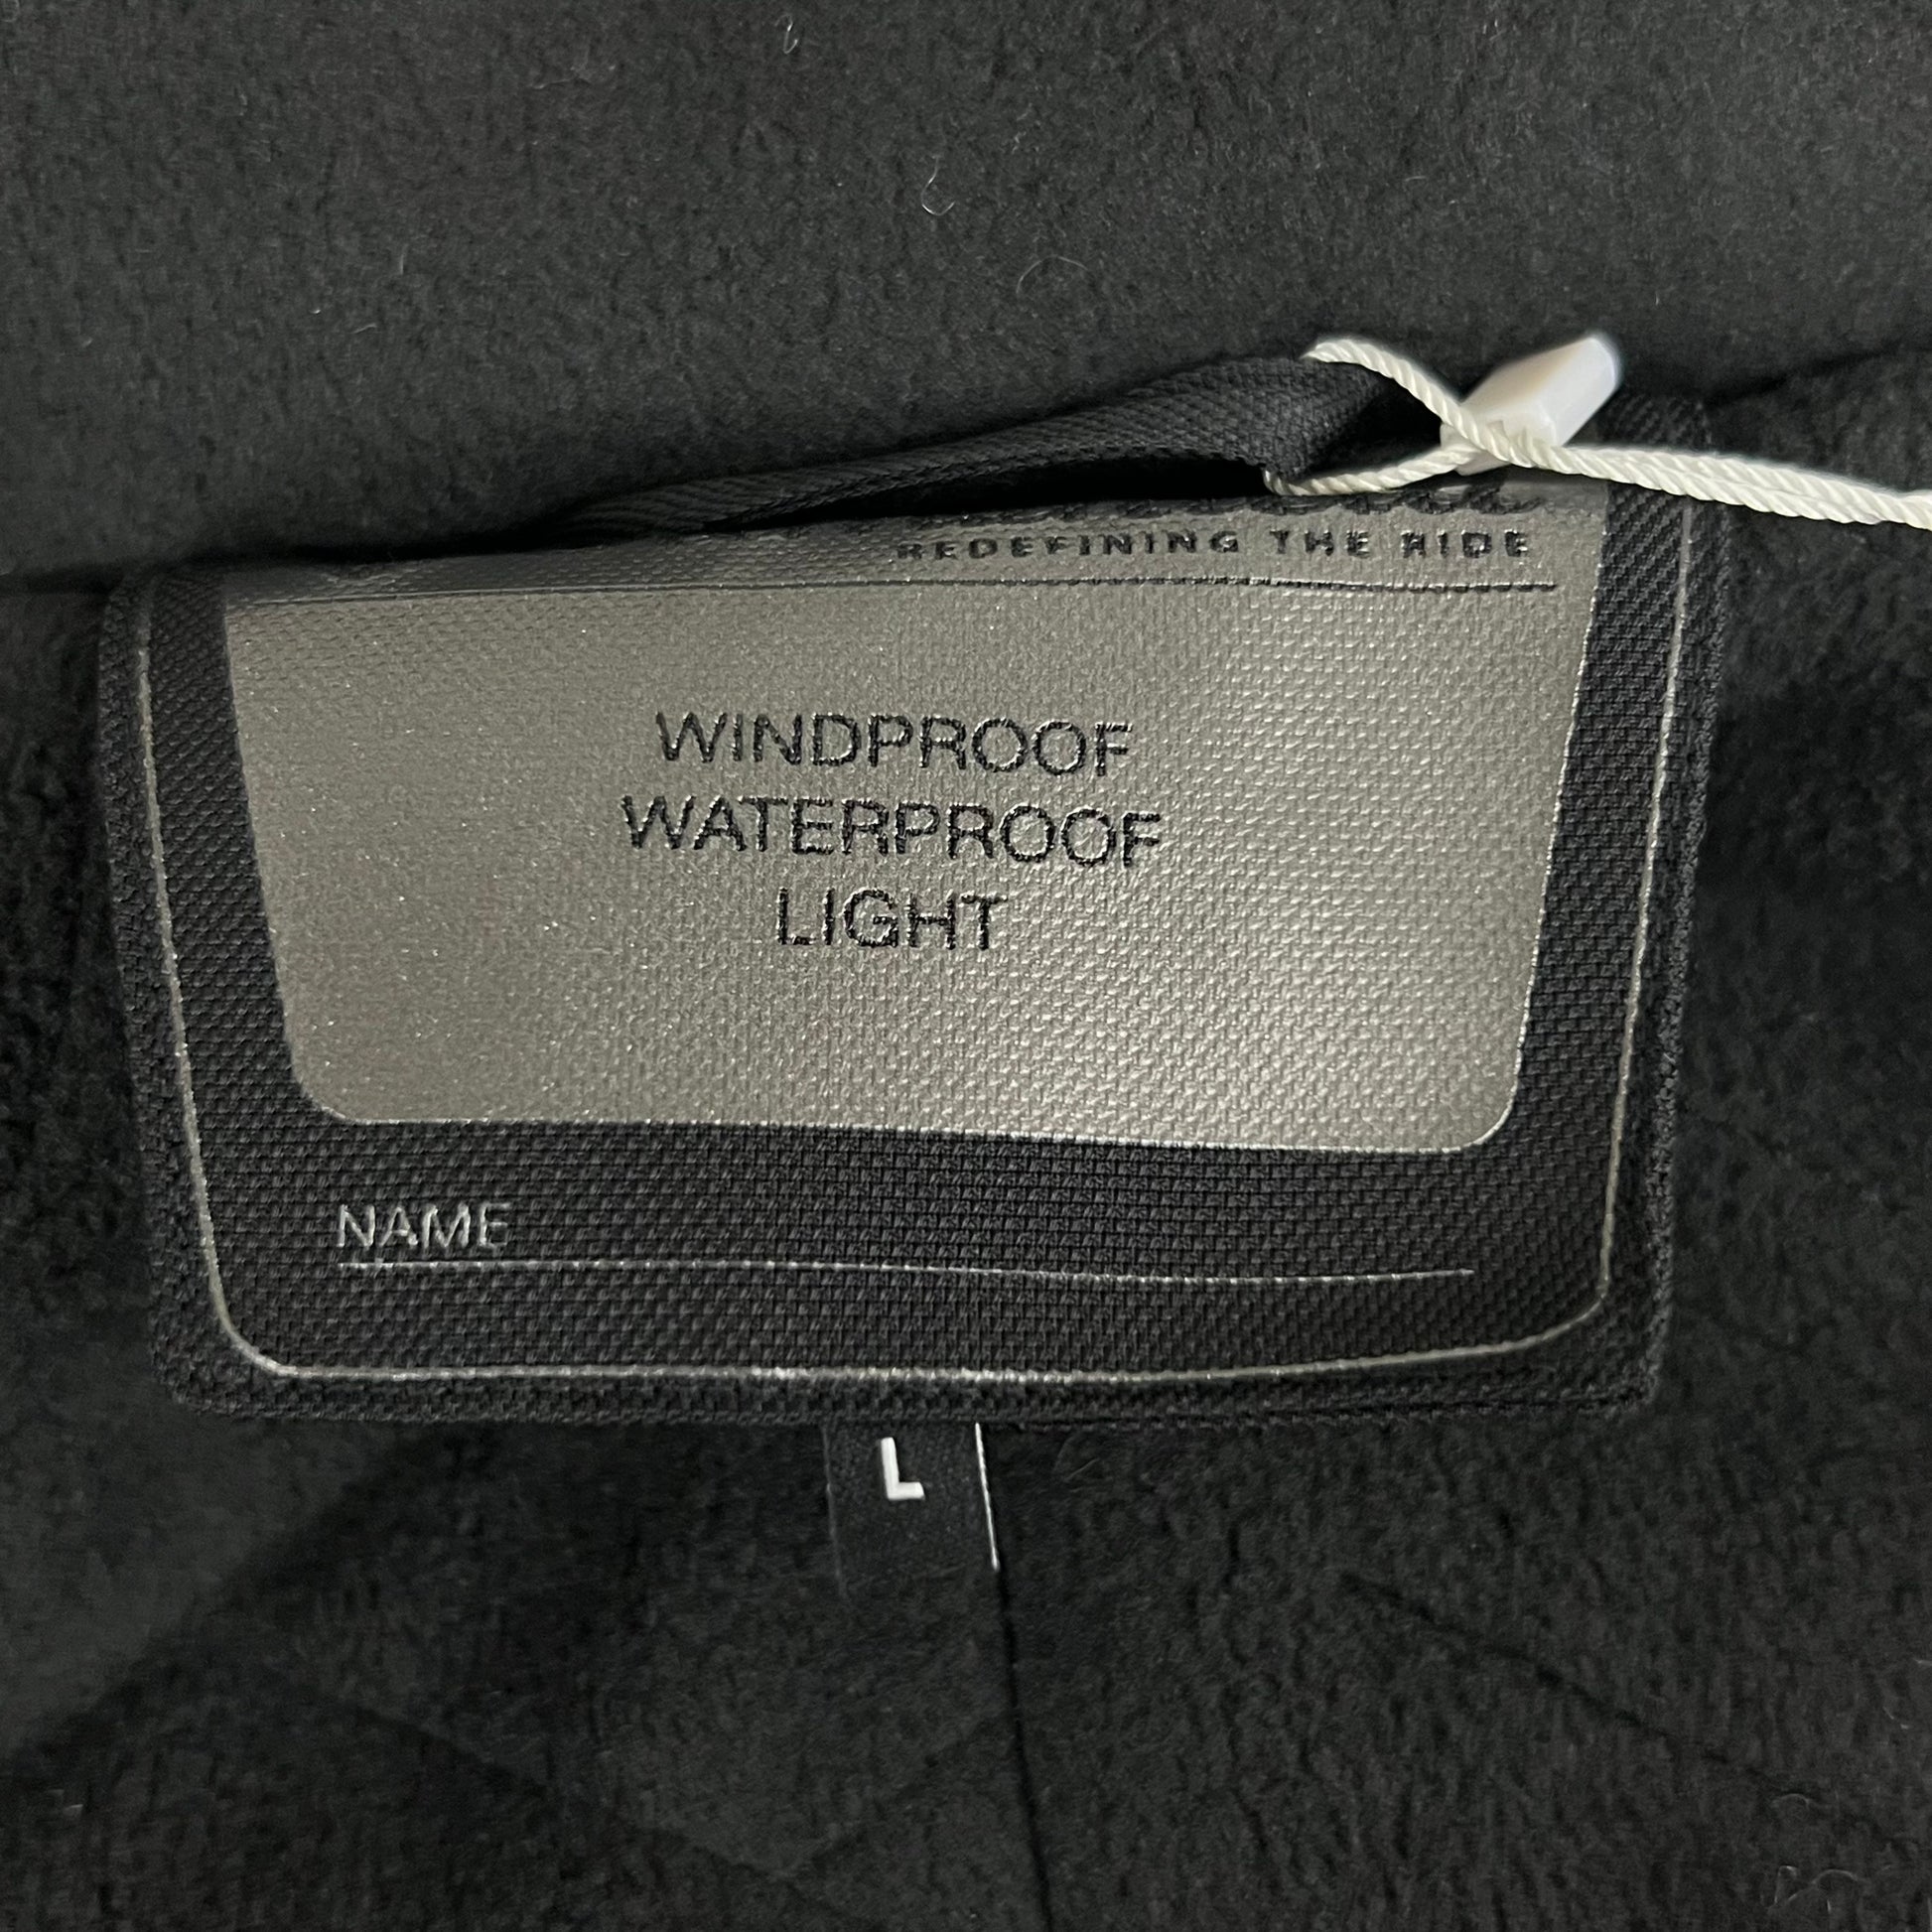 REDEFINING THE RIDE
WINDPROOF
WATERPROOF
LIGHT
NAME
L